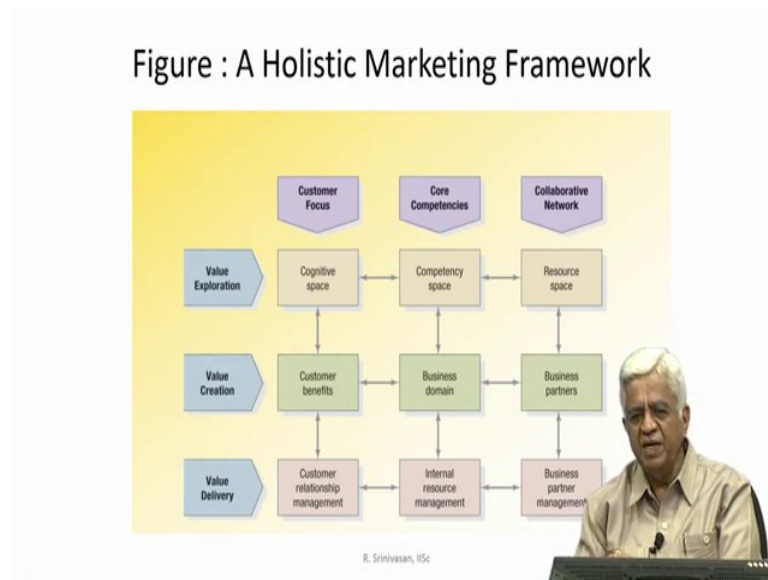 Figure : A Holistic Marketing Framework
Customer
Focus
Core
Competencies
Collaborative
Network
Value
Exploration
Cognitive
space
Competency
space
Resource
space
Value
Creation
Customer
benefits
Business
domain
Business
partners
Value
Delivery
Customer
relationship
management
Internal
resource
management
Business
partner
management
R. Srinivasan, IISc